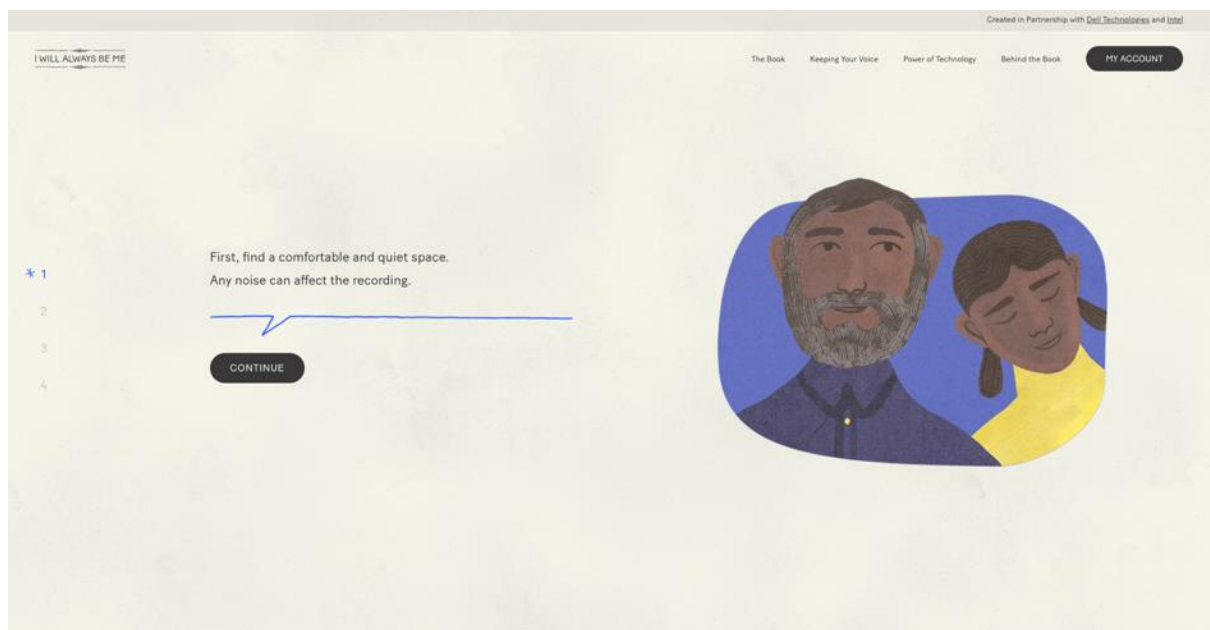 Created in Partnership with Dell Technologies and Intel
I WILL ALWAYS BE ME
The Book Keeping Your Voice Power of Technology Behind the Book MY ACCOUNT
First, find a comfortable and quiet space.
Any noise can affect the recording.
* 1
2
3
4
CONTINUE